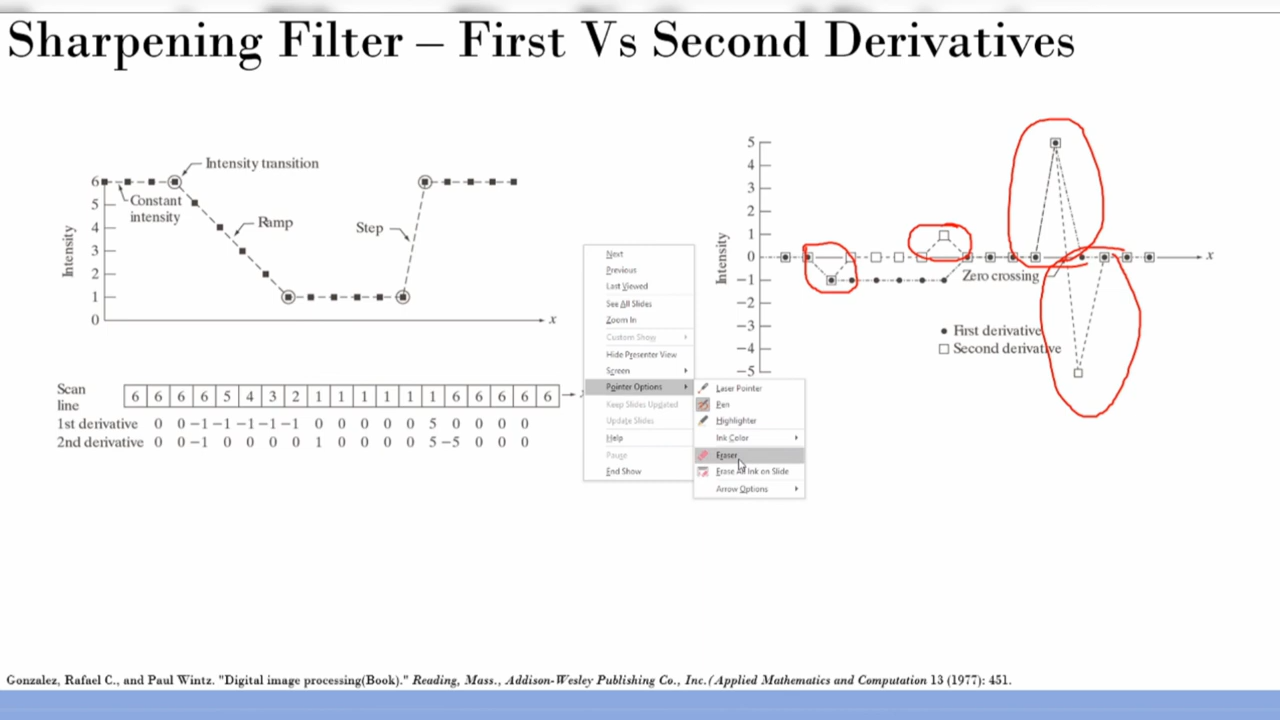 Sharpening Filter – First Vs Second Derivatives
Intensity transition
Constant
intensity
Ramp
Step
Intensity
6
5
4
3
2
1
0
x
Scan
line
6 6 6 6 5 4 3 2 1 1 1 1 1 1 6 6 6 6 6
1st derivative 0 0 −1 −1 −1 −1 −1 0 0 0 0 0 5 0 0 0 0
2nd derivative 0 0 −1 0 0 0 0 1 0 0 0 0 5 −5 0 0 0
Next
Previous
Last Viewed
See All Slides
Zoom In
Custom Show
Hide Presenter View
Screen
Pointer Options
Keep Slides Updated
Update Slides
Help
Pause
End Show
Laser Pointer
Pen
Highlighter
Ink Color
Eraser
Erase All Ink on Slide
Arrow Options
Intensity
5
4
3
2
1
0
−1
−2
−3
−4
−5
x
Zero crossing
First derivative
Second derivative
Gonzalez, Rafael C., and Paul Wintz. "Digital image processing(Book)." Reading, Mass., Addison-Wesley Publishing Co., Inc.(Applied Mathematics and Computation 13 (1977): 451.